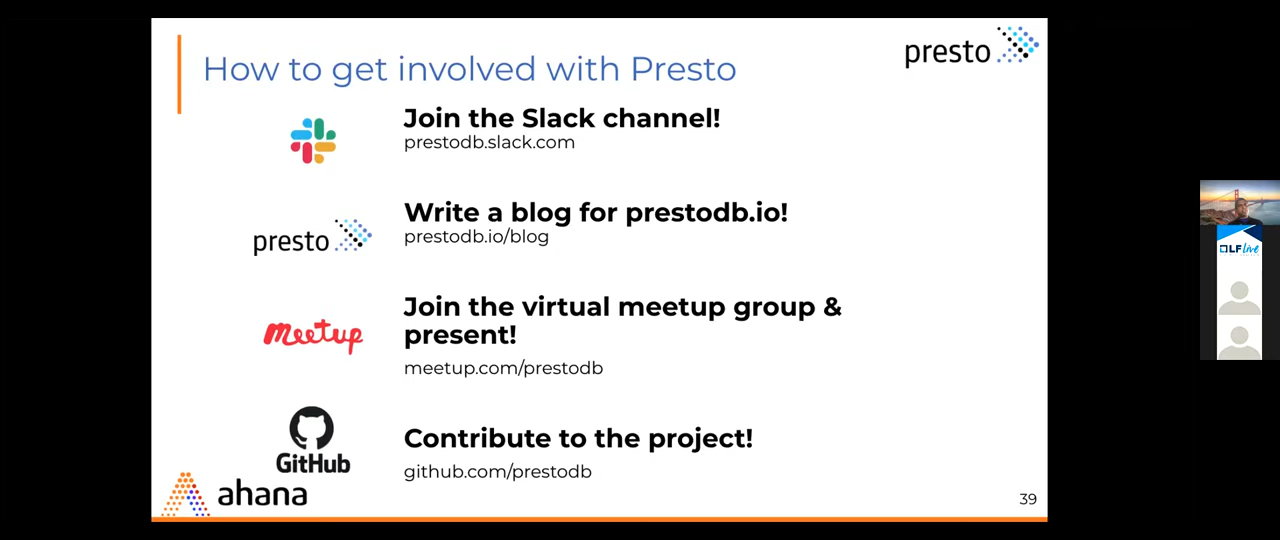 How to get involved with Presto
presto
Join the Slack channel!
prestodb.slack.com
Write a blog for prestodb.io!
presto
prestodb.io/blog
Join the virtual meetup group &
present!
meetup
meetup.com/prestodb
Contribute to the project!
GitHub
github.com/prestodb
ahana
39
LF Live